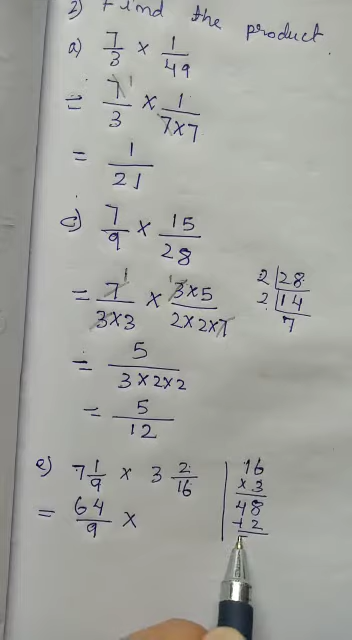 2) Find the product.
a) 7/3 × 1/49
= 7/3 × 1/7×7
= 1/21
c) 7/9 × 15/28
= 7/3×3 × 3×5/2×2×7
2 | 28
2 | 14
7
= 5/3×2×2
= 5/12
e) 7 1/9 × 3 2/16
= 64/9 ×
16
×3
48
+2